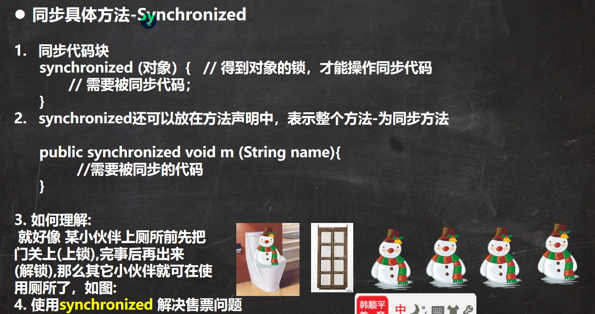 ● 同步具体方法-Synchronized
1. 同步代码块
synchronized (对象) { // 得到对象的锁，才能操作同步代码
// 需要被同步代码;
}
2. synchronized还可以放在方法声明中，表示整个方法-为同步方法
public synchronized void m (String name){
//需要被同步的代码
}
3. 如何理解:
就好像 某小伙伴上厕所前先把
门关上(上锁),完事后再出来
(解锁),那么其它小伙伴就可在使
用厕所了，如图:
4. 使用synchronized 解决售票问题
韩顺平
中